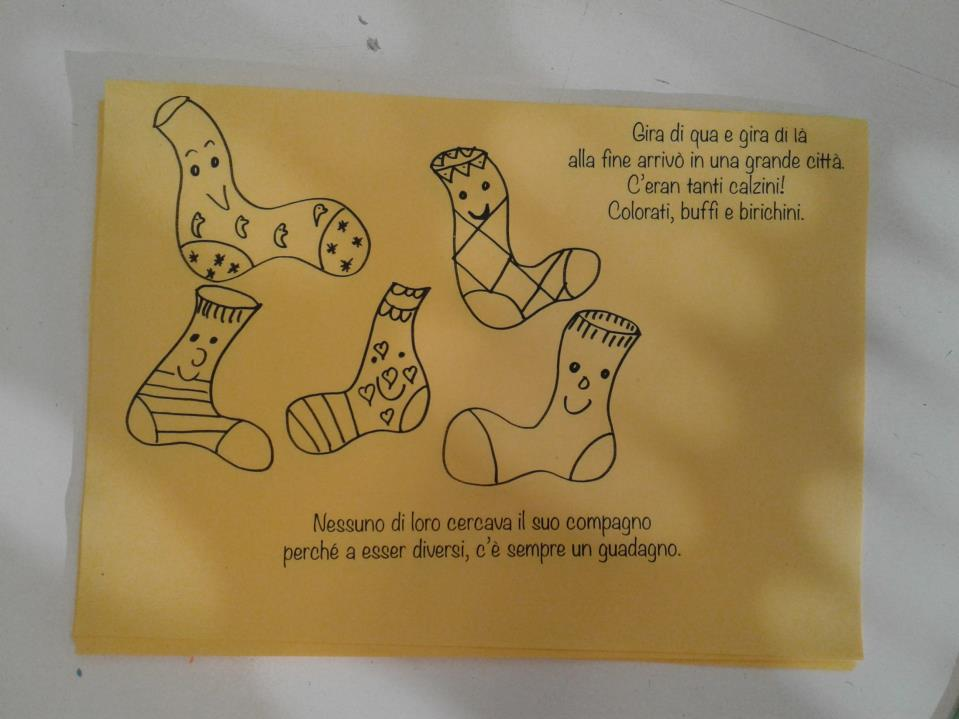 Gira di qua e gira di là
alla fine arrivò in una grande città.
C'eran tanti calzini!
Colorati, buffi e birichini.
Nessuno di loro cercava il suo compagno
perché a esser diversi, c'è sempre un guadagno.